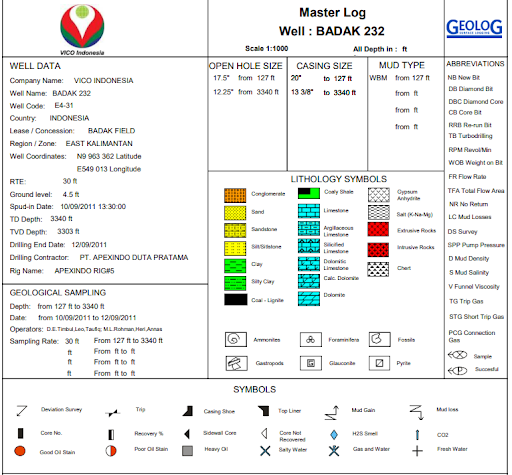 VICO Indonesia
Master Log
Well : BADAK 232
Scale 1:1000
All Depth in : ft
GEOLOG
SURFACE LOGGING
WELL DATA
Company Name: VICO INDONESIA
Well Name: BADAK 232
Well Code: E4-31
Country: INDONESIA
Lease / Concession: BADAK FIELD
Region / Zone: EAST KALIMANTAN
Well Coordinates: N9 963 362 Latitude
E549 013 Longitude
RTE: 30 ft
Ground level: 4.5 ft
Spud-in Date: 10/09/2011 13:30:00
TD Depth: 3340 ft
TVD Depth: 3303 ft
Drilling End Date: 12/09/2011
Drilling Contractor: PT. APEXINDO DUTA PRATAMA
Rig Name: APEXINDO RIG#5
GEOLOGICAL SAMPLING
Depth: from 127 ft to 3340 ft
Date: from 10/09/2011 to 12/09/2011
Operators: D.E.Timbul,Leo,Taufiq; M.L.Rohman,Heri,Annas
Sampling Rate: 30 ft From 127 ft to 3340 ft
ft From ft to ft
ft From ft to ft
ft From ft to ft
OPEN HOLE SIZE
17.5" from 127 ft
12.25" from 3340 ft
CASING SIZE
20" to 127 ft
13 3/8" to 3340 ft
MUD TYPE
WBM from 127 ft
from ft
from ft
from ft
LITHOLOGY SYMBOLS
Conglomerate
Sand
Sandstone
Silt/Siltstone
Clay
Silty Clay
Coal - Lignite
Coaly Shale
Limestone
Argillaceous Limestone
Silicified Limestone
Dolomitic Limestone
Calc. Dolomite
Dolomite
Gypsum Anhydrite
Salt (K-Na-Mg)
Extrusive Rocks
Intrusive Rocks
Chert
Ammonites
Foraminifera
Fossils
Gastropods
Glauconite
Pyrite
ABBREVIATIONS
NB New Bit
DB Diamond Bit
DBC Diamond Core
CB Core Bit
RRB Re-run Bit
TB Turbodrilling
RPM Revol/Min
WOB Weight on Bit
FR Flow Rate
TFA Total Flow Area
NR No Return
LC Mud Losses
DS Survey
SPP Pump Pressure
D Mud Density
S Mud Salinity
V Funnel Viscosity
TG Trip Gas
STG Short Trip Gas
PCG Connection Gas
Sample
Succesful
SYMBOLS
Deviation Survey
Trip
Casing Shoe
Top Liner
Mud Gain
Mud loss
Core No.
Recovery %
Sidewall Core
Core Not Recovered
H2S Smell
CO2
Good Oil Stain
Poor Oil Stain
Heavy Oil
Salty Water
Gas and Water
Fresh Water